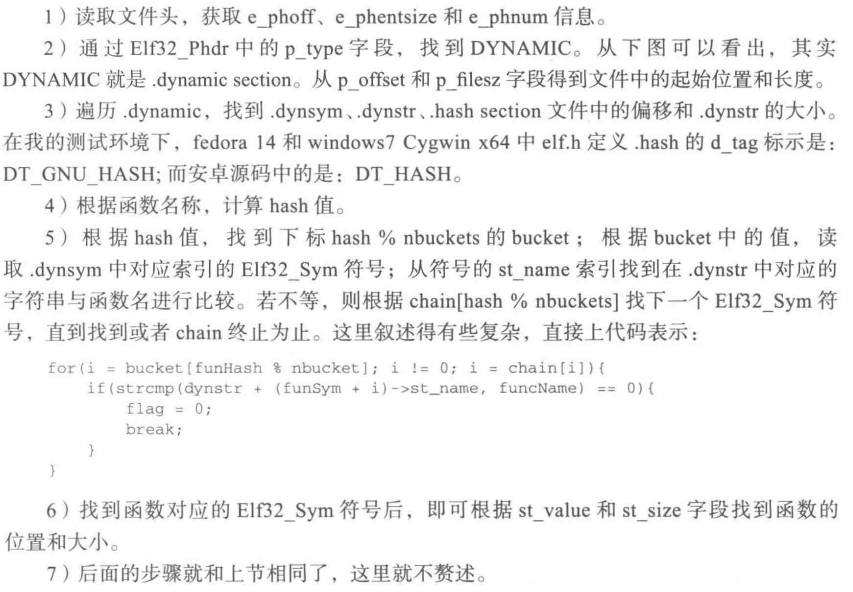 1）读取文件头，获取 e_phoff、e_phentsize 和 e_phnum 信息。
2）通过 Elf32_Phdr 中的 p_type 字段，找到 DYNAMIC。从下图可以看出，其实
DYNAMIC 就是 .dynamic section。从 p_offset 和 p_filesz 字段得到文件中的起始位置和长度。
3）遍历 .dynamic，找到 .dynsym、.dynstr、.hash section 文件中的偏移和 .dynstr 的大小。
在我的测试环境下，fedora 14 和 windows7 Cygwin x64 中 elf.h 定义 .hash 的 d_tag 标示是：
DT_GNU_HASH; 而安卓源码中的是：DT_HASH。
4）根据函数名称，计算 hash 值。
5）根据 hash 值，找到下标 hash % nbuckets 的 bucket；根据 bucket 中的值，读
取 .dynsym 中对应索引的 Elf32_Sym 符号；从符号的 st_name 索引找到在 .dynstr 中对应的
字符串与函数名进行比较。若不等，则根据 chain[hash % nbuckets] 找下一个 Elf32_Sym 符
号，直到找到或者 chain 终止为止。这里叙述得有些复杂，直接上代码表示：
for(i = bucket[funHash % nbucket]; i != 0; i = chain[i]){
if(strcmp(dynstr + (funSym + i)->st_name, funcName) == 0){
flag = 0;
break;
}
}
6）找到函数对应的 Elf32_Sym 符号后，即可根据 st_value 和 st_size 字段找到函数的
位置和大小。
7）后面的步骤就和上节相同了，这里就不赘述。